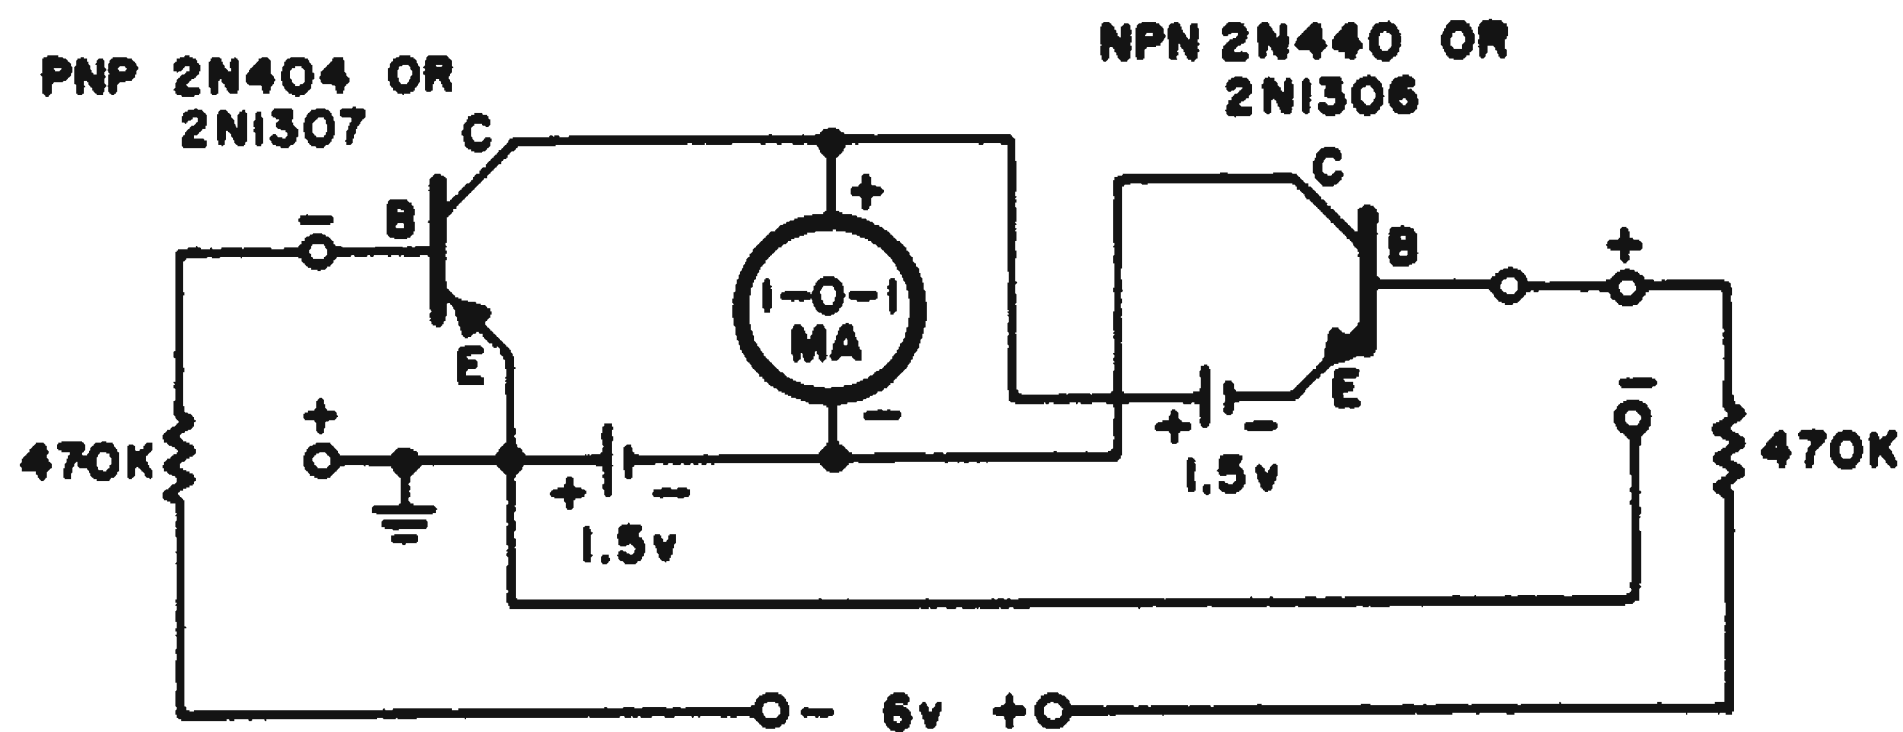 PNP 2N404 OR
2N1307
NPN 2N440 OR
2N1306
C
B
E
−
+
+
1-0-1
MA
−
C
B
E
+
−
470K
470K
+ −
1.5v
+ −
1.5v
− 6v +